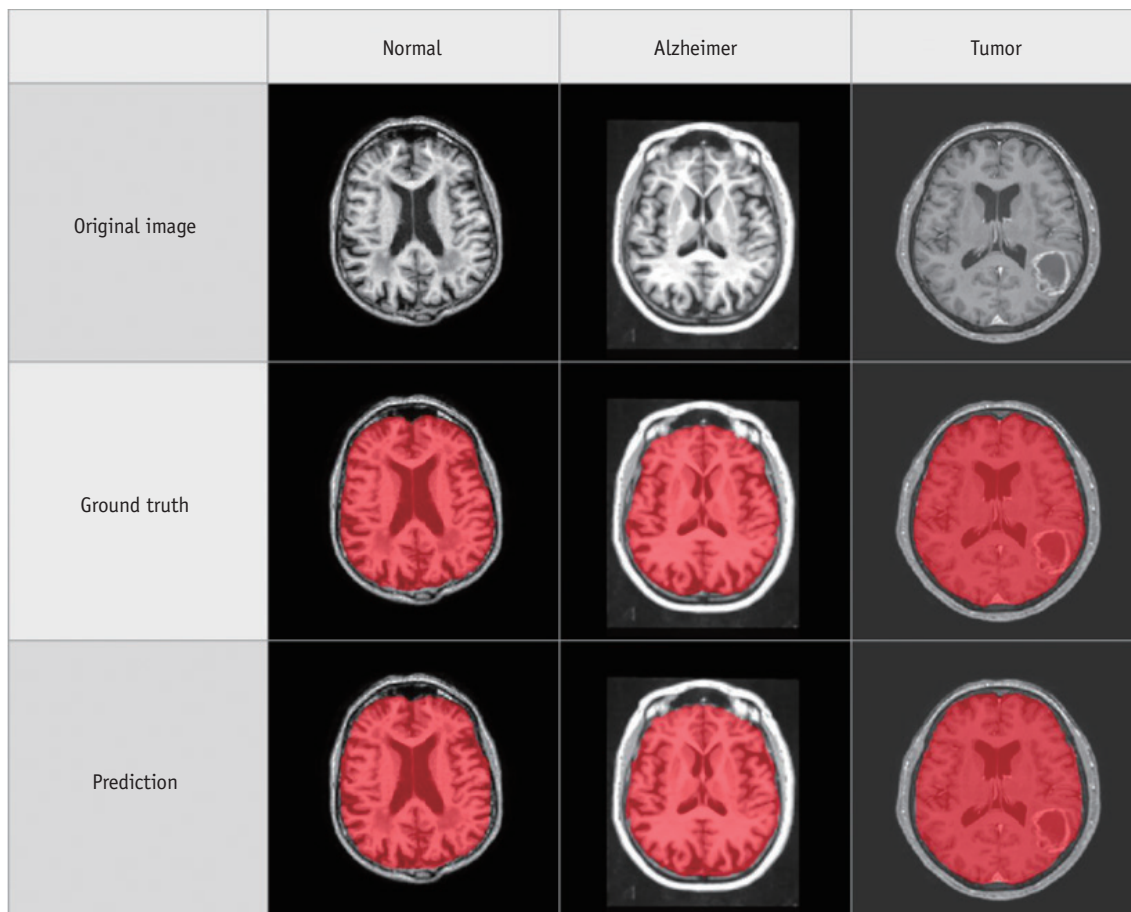 Normal
Alzheimer
Tumor
Original image
Ground truth
Prediction